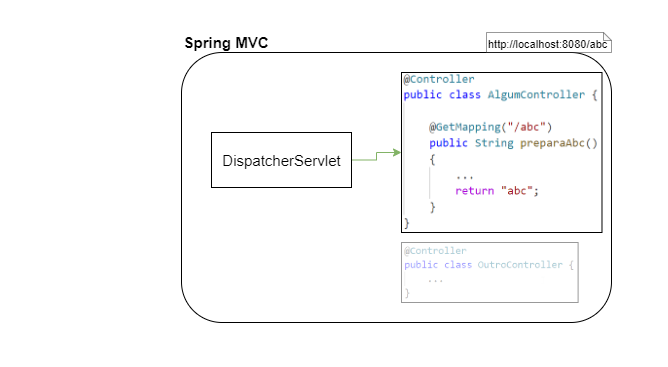 Spring MVC
http://localhost:8080/abc
@Controller
public class AlgumController {
@GetMapping("/abc")
public String preparaAbc()
{
...
return "abc";
}
}
DispatcherServlet
@Controller
public class OutroController {
...
}